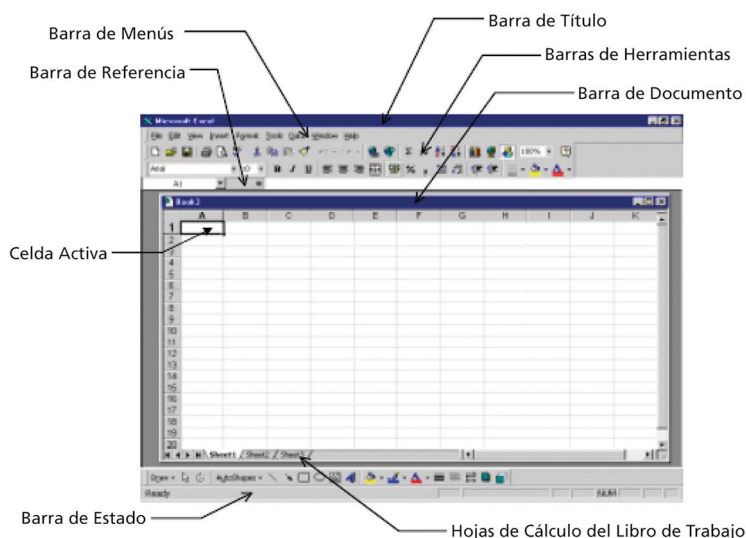 Barra de Título
Barra de Menús
Barras de Herramientas
Barra de Referencia
Barra de Documento
Microsoft Excel
File Edit View Insert Format Tools Data Window Help
100%
Arial 10 B I U % ,
A1 =
Book3
A B C D E F G H I J K
1
Celda Activa
2
3
4
5
6
7
8
9
10
11
12
13
14
15
16
17
18
19
20
Sheet1 Sheet2 Sheet3
Draw AutoShapes
Ready NUM
Barra de Estado
Hojas de Cálculo del Libro de Trabajo